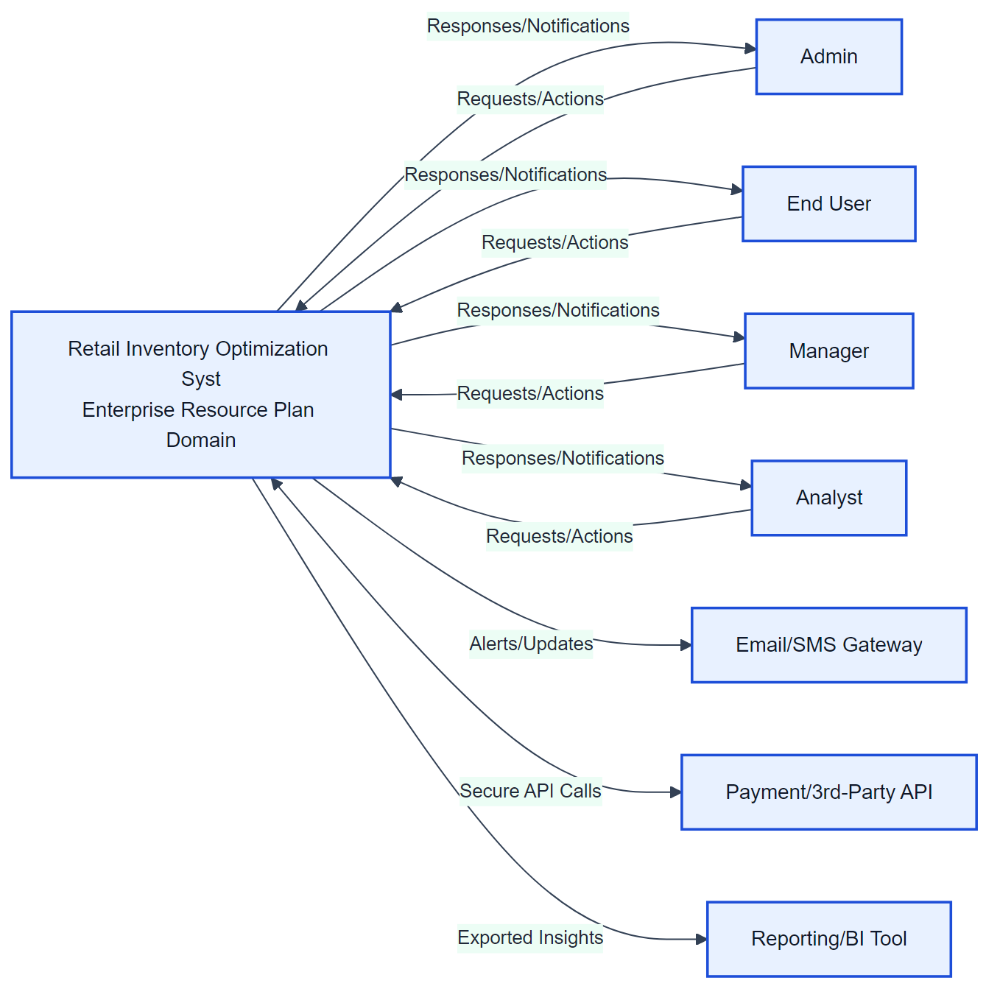 Responses/Notifications
Admin
Requests/Actions
Responses/Notifications
End User
Requests/Actions
Responses/Notifications
Manager
Requests/Actions
Retail Inventory Optimization
Syst
Enterprise Resource Plan
Domain
Responses/Notifications
Analyst
Requests/Actions
Alerts/Updates
Email/SMS Gateway
Secure API Calls
Payment/3rd-Party API
Exported Insights
Reporting/BI Tool